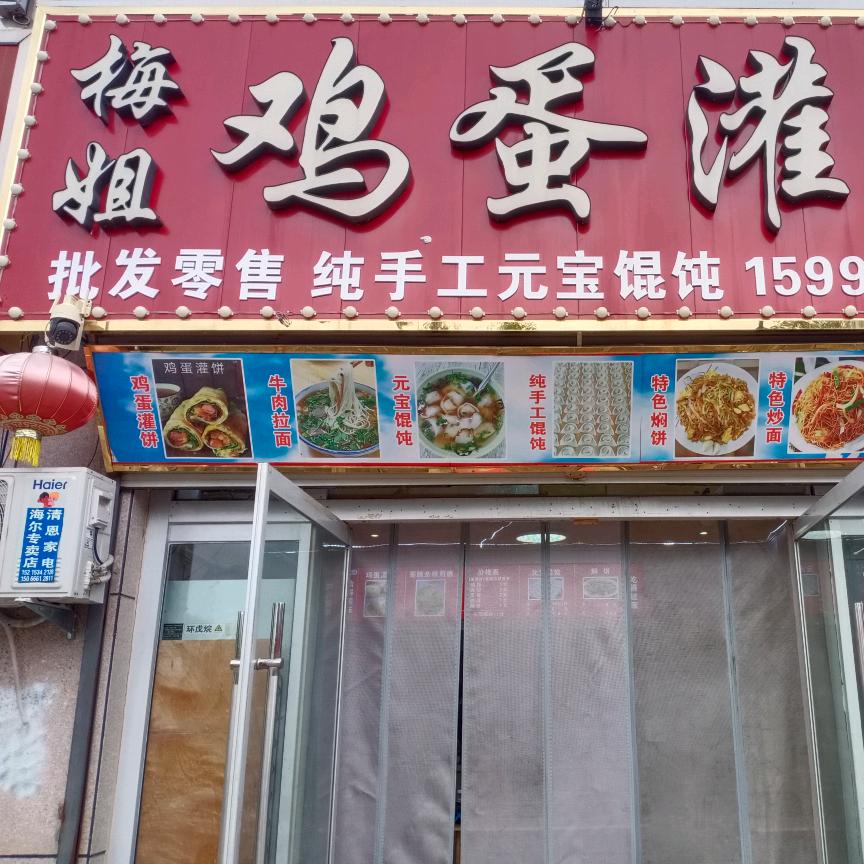 梅姐
鸡蛋灌
批发零售 纯手工元宝馄饨 1599
鸡蛋灌饼
鸡蛋灌饼
牛肉拉面
元宝馄饨
纯手工馄饨
特色焖饼
特色炒面
Haier
清恩家电
海尔专卖店
环戊烷